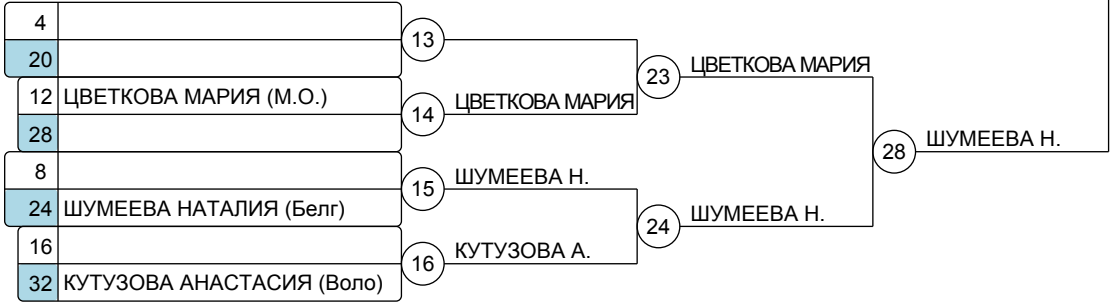 4
13
20
23 ЦВЕТКОВА МАРИЯ
12 ЦВЕТКОВА МАРИЯ (М.О.)
14 ЦВЕТКОВА МАРИЯ
28
28 ШУМЕЕВА Н.
8
15 ШУМЕЕВА Н.
24 ШУМЕЕВА НАТАЛИЯ (Белг)
24 ШУМЕЕВА Н.
16
16 КУТУЗОВА А.
32 КУТУЗОВА АНАСТАСИЯ (Воло)